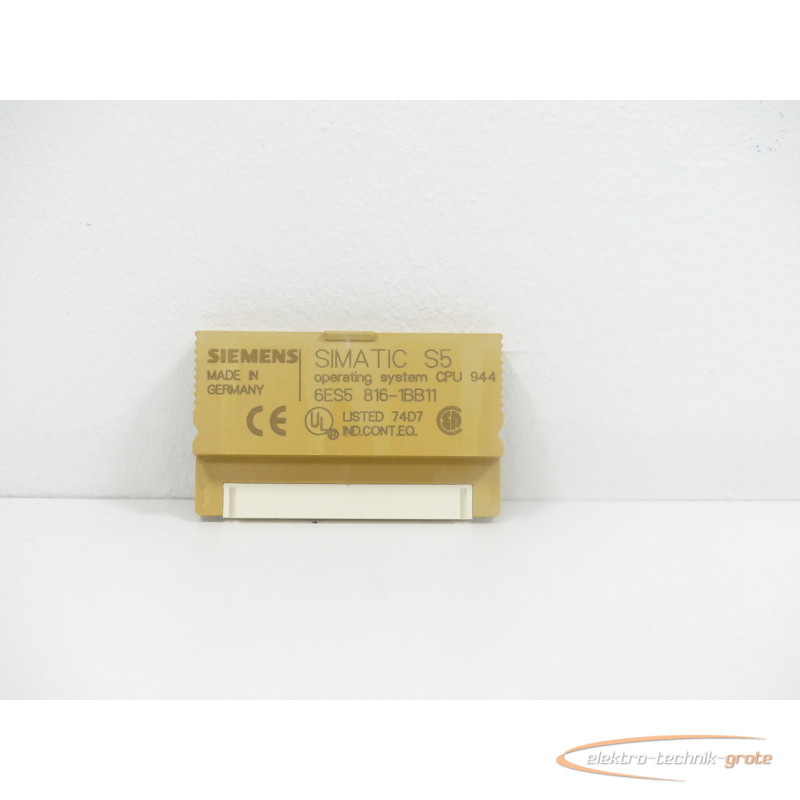 SIEMENS
MADE IN
GERMANY
SIMATIC S5
operating system CPU 944
6ES5 816-1BB11
CE
UL
LISTED 74D7
IND.CONT.EQ.
elektro-technik-grote